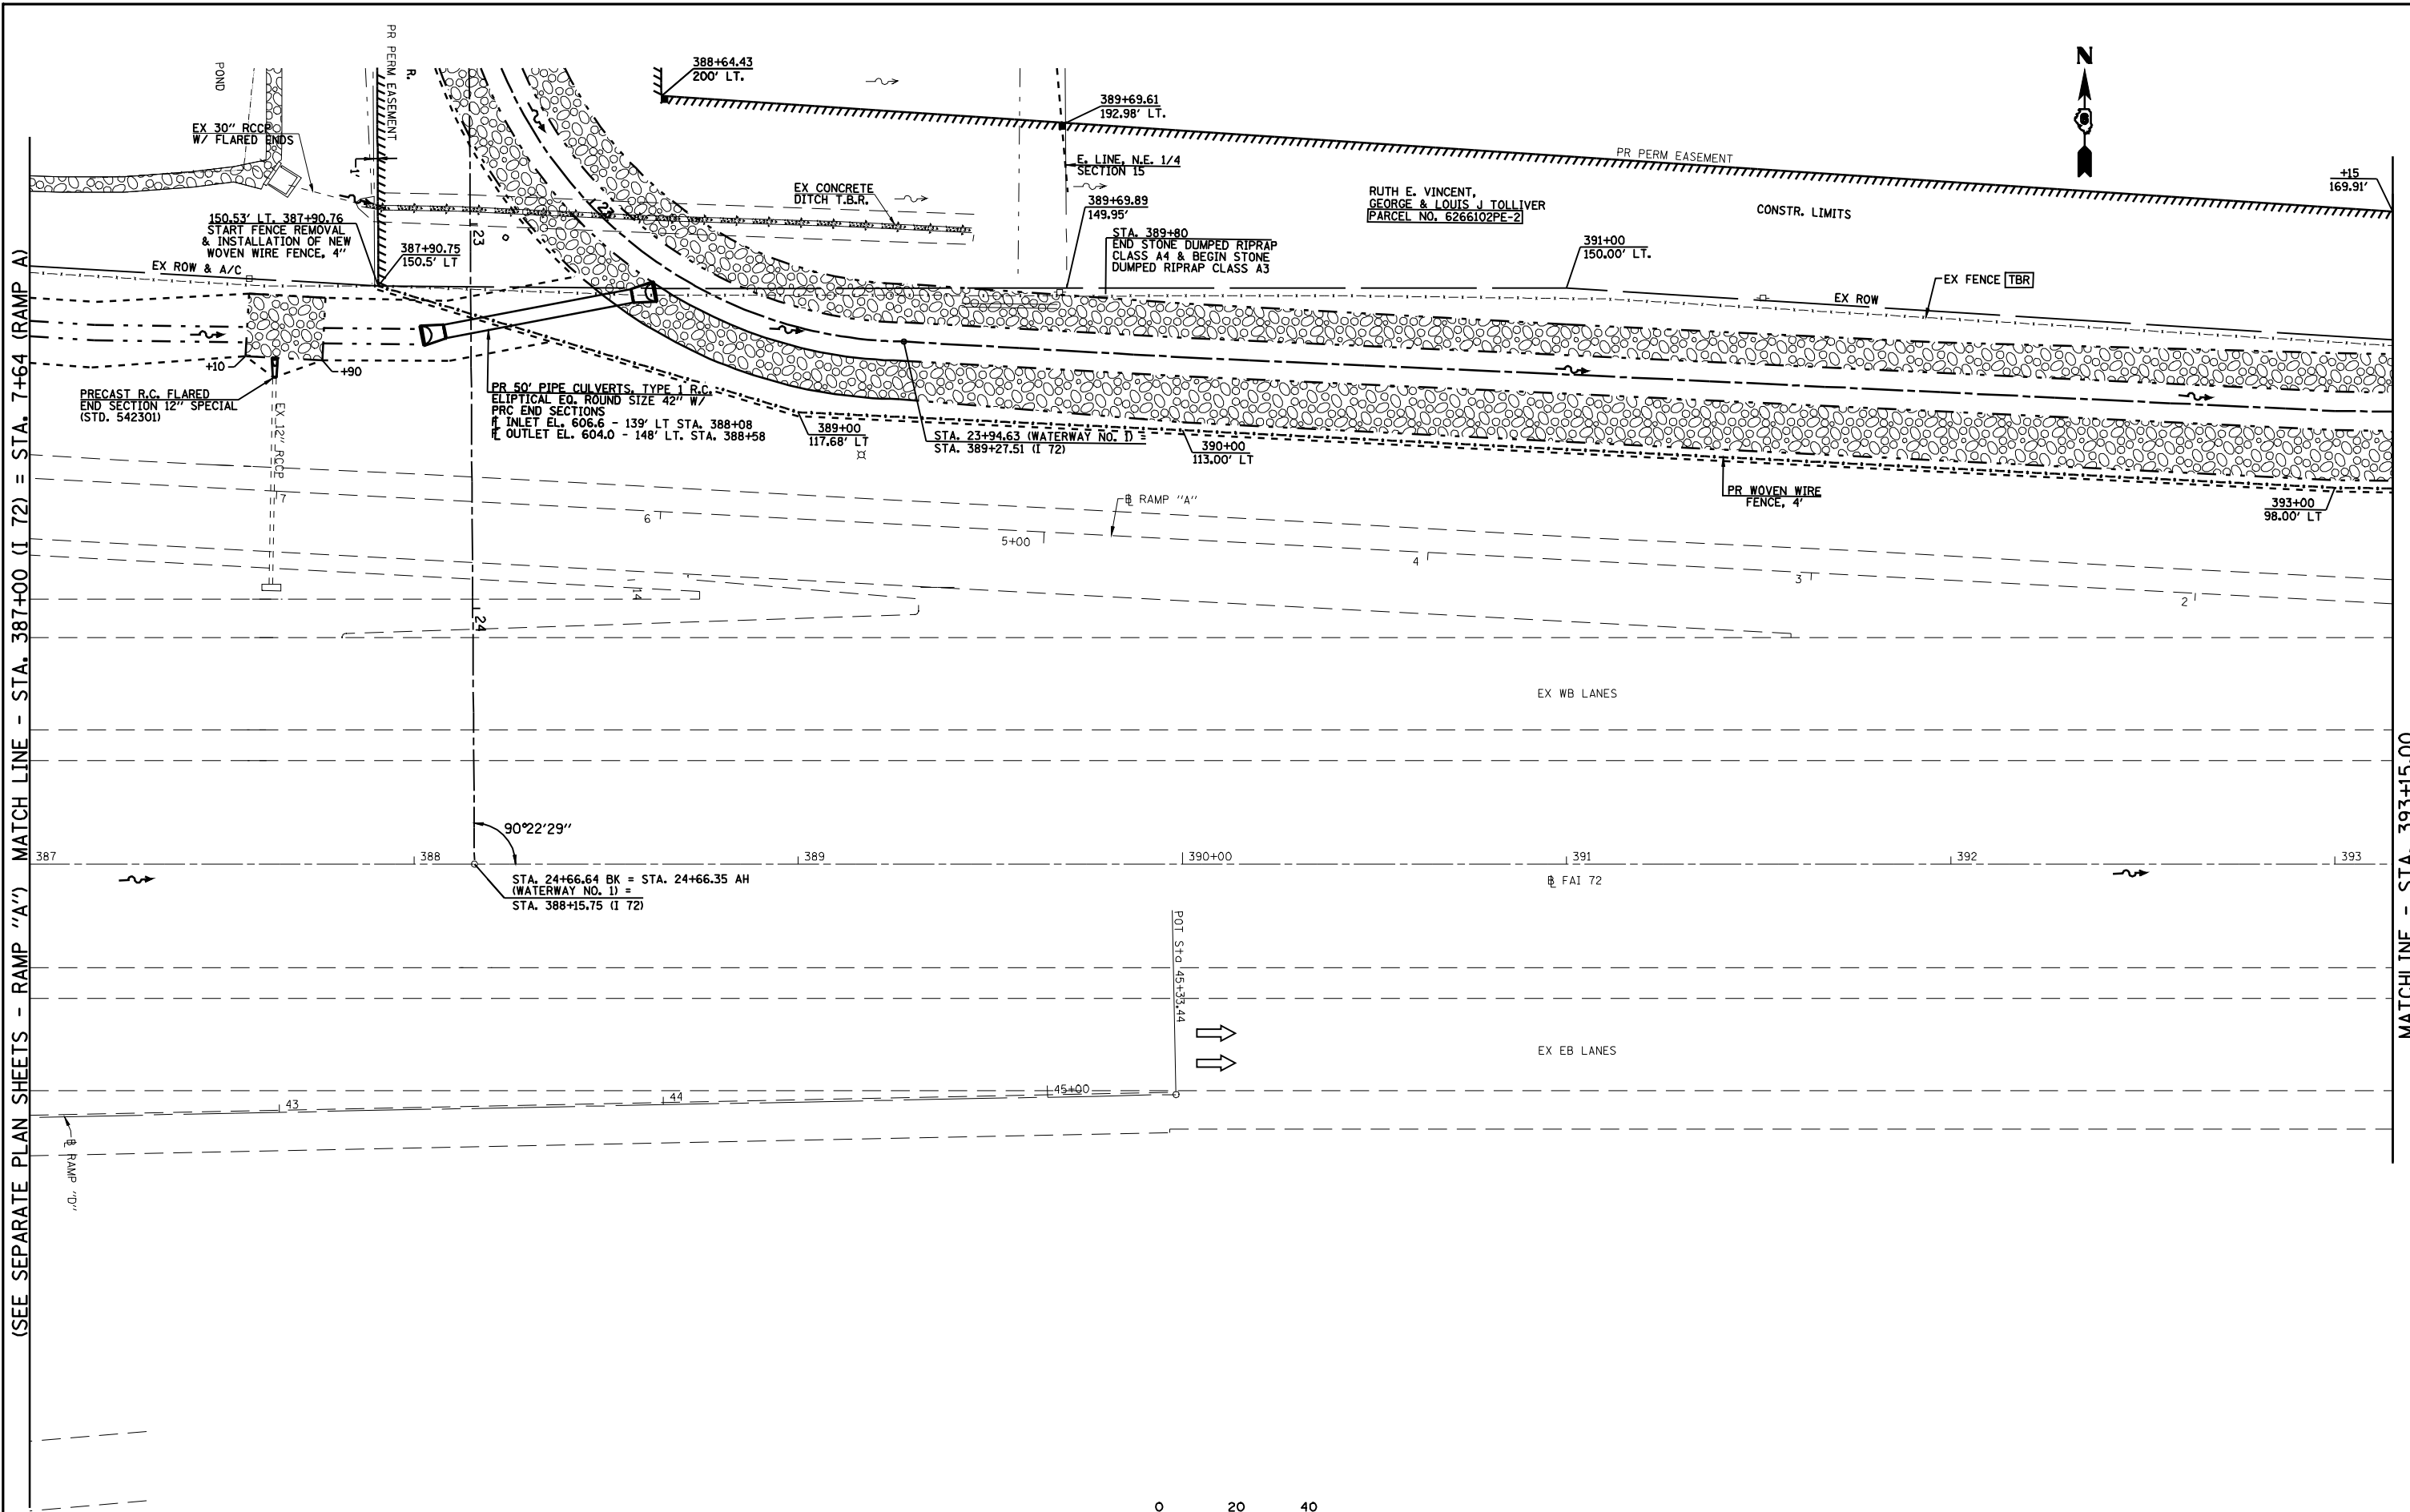 PR PERM EASEMENT
R.
POND
388+64.43
200' LT.
N
EX 30" RCCP
W/ FLARED ENDS
1'
389+69.61
192.98' LT.
E. LINE, N.E. 1/4
SECTION 15
PR PERM EASEMENT
+15
169.91'
EX CONCRETE
DITCH T.B.R.
389+69.89
149.95'
RUTH E. VINCENT,
GEORGE & LOUIS J TOLLIVER
PARCEL NO. 6266102PE-2
CONSTR. LIMITS
150.53' LT. 387+90.76
START FENCE REMOVAL
& INSTALLATION OF NEW
WOVEN WIRE FENCE, 4"
387+90.75
150.5' LT
23
23
STA. 389+80
END STONE DUMPED RIPRAP
CLASS A4 & BEGIN STONE
DUMPED RIPRAP CLASS A3
391+00
150.00' LT.
EX ROW & A/C
EX ROW
EX FENCE TBR
+10
+90
PRECAST R.C. FLARED
END SECTION 12" SPECIAL
(STD. 542301)
EX 12" RCCP
PR 50' PIPE CULVERTS, TYPE 1 R.C.
ELIPTICAL EQ. ROUND SIZE 42" W/
PRC END SECTIONS
INLET EL. 606.6 - 139' LT STA. 388+08
OUTLET EL. 604.0 - 148' LT. STA. 388+58
389+00
117.68' LT
STA. 23+94.63 (WATERWAY NO. 1) =
STA. 389+27.51 (I 72)
390+00
113.00' LT
PR WOVEN WIRE
FENCE, 4'
393+00
98.00' LT
7
6
5+00
℄ RAMP "A"
4
3
2
14
24
EX WB LANES
90°22'29"
387
388
389
390+00
391
392
393
STA. 24+66.64 BK = STA. 24+66.35 AH
(WATERWAY NO. 1) =
STA. 388+15.75 (I 72)
℄ FAI 72
POT Sta 45+33.44
EX EB LANES
43
44
45+00
℄ RAMP "D"
(SEE SEPARATE PLAN SHEETS - RAMP "A") MATCH LINE - STA. 387+00 (I 72) = STA. 7+64 (RAMP A)
MATCHLINE - STA. 393+15.00
0 20 40